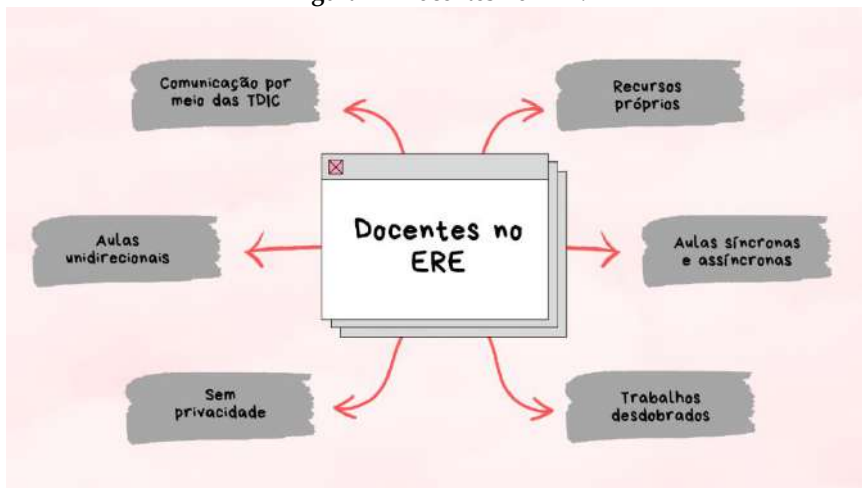 Comunicação por
meio das TDIC
Recursos
próprios
Docentes no
ERE
Aulas
unidirecionais
Aulas síncronas
e assíncronas
Sem
privacidade
Trabalhos
desdobrados